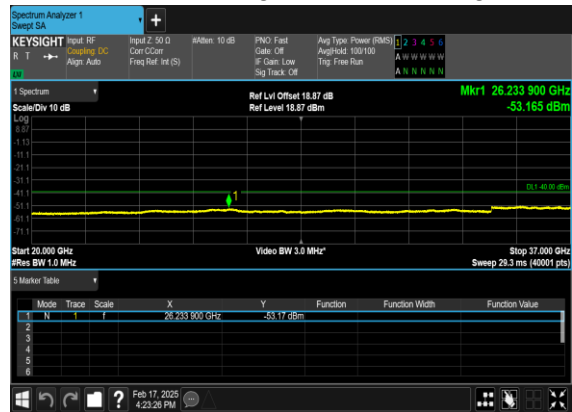 Spectrum Analyzer 1
Swept SA
+
KEYSIGHT Input: RF Input Z: 50 Ω #Atten: 10 dB PNO: Fast Avg Type: Power (RMS) 1 2 3 4 5 6
R T Coupling: DC Corr CCorr Gate: Off Avg|Hold: 100/100 A W W W W W
Align: Auto Freq Ref: Int (S) IF Gain: Low Trig: Free Run
Sig Track: Off A N N N N N
1 Spectrum Ref Lvl Offset 18.87 dB Mkr1 26.233 900 GHz
Scale/Div 10 dB Ref Level 18.87 dBm -53.165 dBm
Log
8.87
-1.13
-11.1
-21.1
-31.1
DL1 -40.00 dBm
-41.1
1
-51.1
-61.1
-71.1
Start 20.000 GHz Video BW 3.0 MHz* Stop 37.000 GHz
#Res BW 1.0 MHz Sweep 29.3 ms (40001 pts)
5 Marker Table
Mode Trace Scale X Y Function Function Width Function Value
1 N 1 f 26.233 900 GHz -53.17 dBm
2
3
4
5
6
? Feb 17, 2025
4:23:26 PM